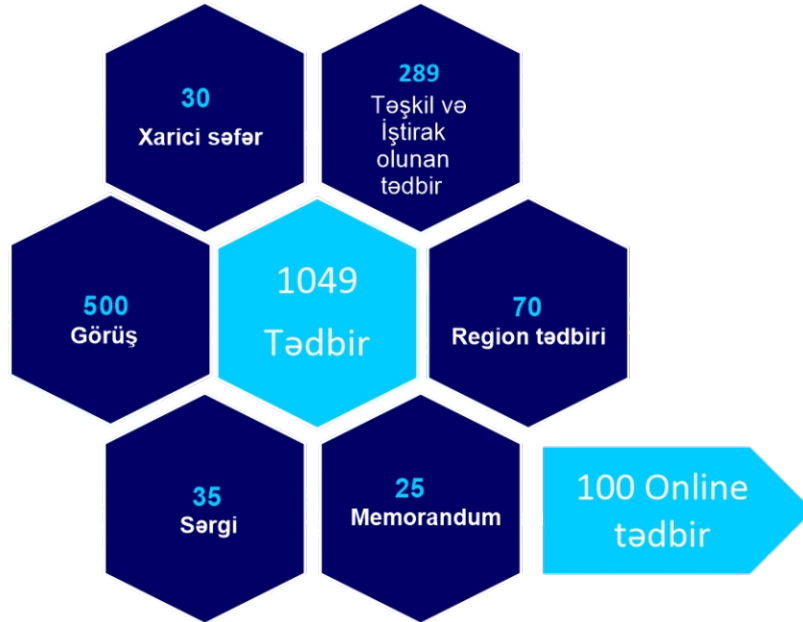 30
Xarici səfər
289
Təşkil və
İştirak
olunan
tədbir
500
Görüş
1049
Tədbir
70
Region tədbiri
35
Sərgi
25
Memorandum
100 Online
tədbir